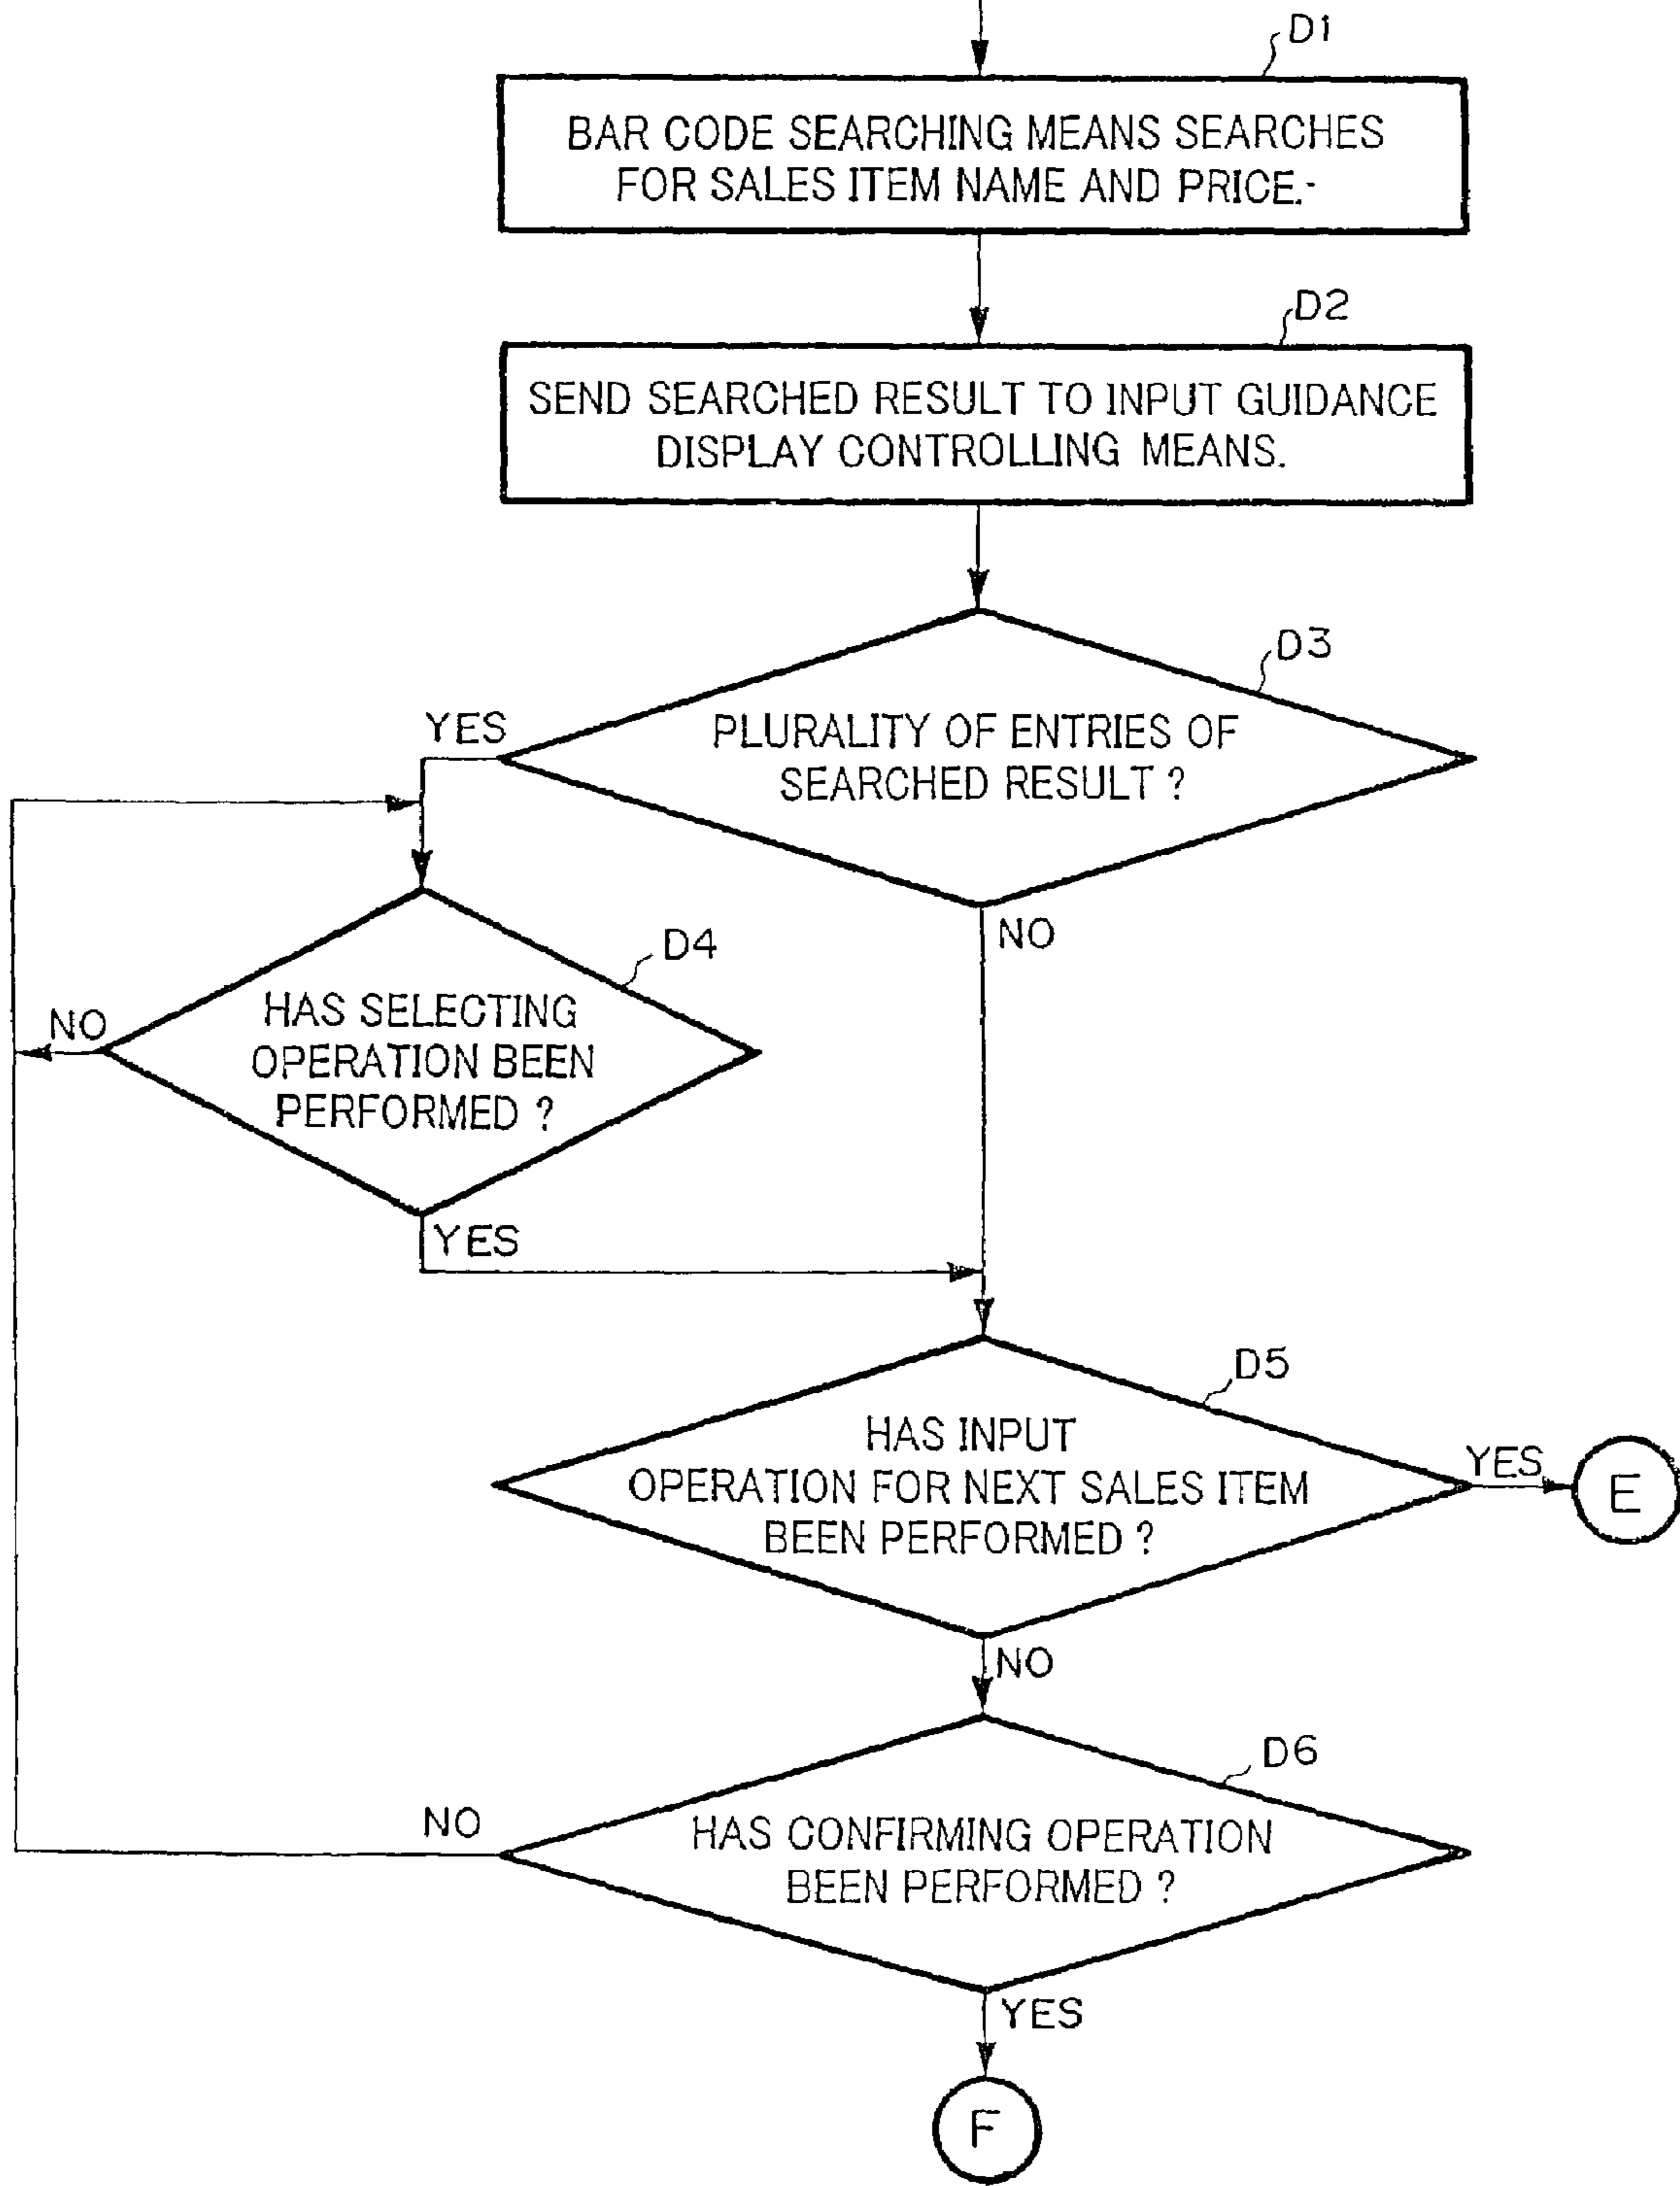 D1
BAR CODE SEARCHING MEANS SEARCHES
FOR SALES ITEM NAME AND PRICE.-
D2
SEND SEARCHED RESULT TO INPUT GUIDANCE
DISPLAY CONTROLLING MEANS.
D3
YES
PLURALITY OF ENTRIES OF
SEARCHED RESULT ?
NO
D4
NO
HAS SELECTING
OPERATION BEEN
PERFORMED ?
YES
D5
HAS INPUT
OPERATION FOR NEXT SALES ITEM
BEEN PERFORMED ?
YES
E
NO
D6
NO
HAS CONFIRMING OPERATION
BEEN PERFORMED ?
YES
F